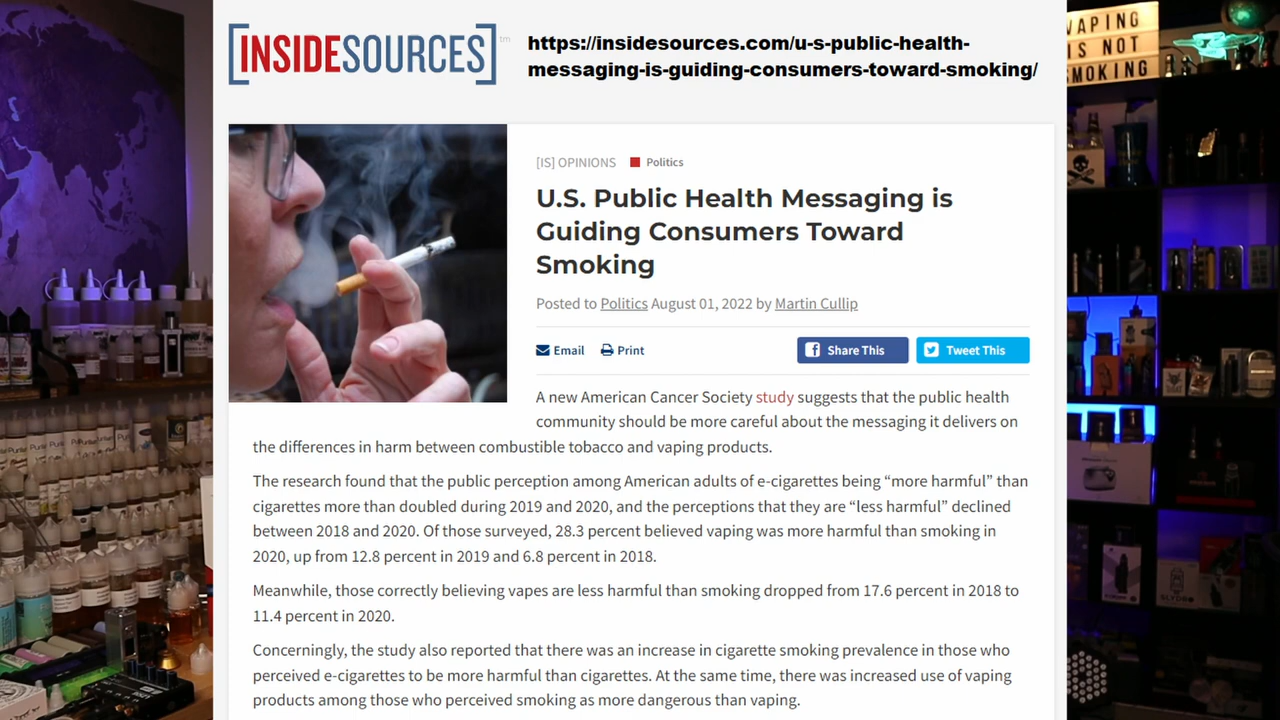 [INSIDESOURCES]™
https://insidesources.com/u-s-public-health-
messaging-is-guiding-consumers-toward-smoking/
VAPING
IS NOT
SMOKING
[IS] OPINIONS
Politics
U.S. Public Health Messaging is
Guiding Consumers Toward
Smoking
Posted to Politics August 01, 2022 by Martin Cullip
Email
Print
Share This
Tweet This
A new American Cancer Society study suggests that the public health
community should be more careful about the messaging it delivers on
the differences in harm between combustible tobacco and vaping products.
The research found that the public perception among American adults of e-cigarettes being “more harmful” than
cigarettes more than doubled during 2019 and 2020, and the perceptions that they are “less harmful” declined
between 2018 and 2020. Of those surveyed, 28.3 percent believed vaping was more harmful than smoking in
2020, up from 12.8 percent in 2019 and 6.8 percent in 2018.
Meanwhile, those correctly believing vapes are less harmful than smoking dropped from 17.6 percent in 2018 to
11.4 percent in 2020.
Concerningly, the study also reported that there was an increase in cigarette smoking prevalence in those who
perceived e-cigarettes to be more harmful than cigarettes. At the same time, there was increased use of vaping
products among those who perceived smoking as more dangerous than vaping.